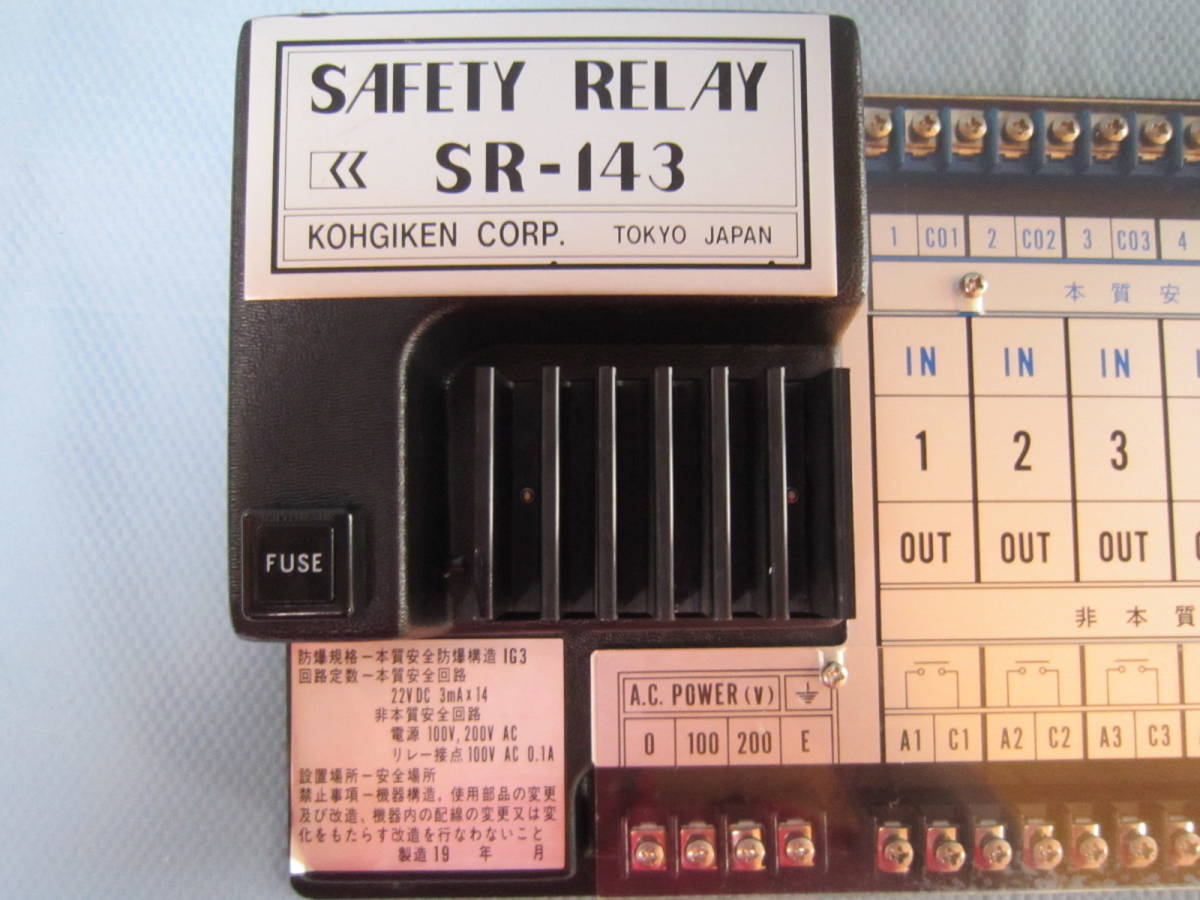 SAFETY RELAY
SR-143
KOHGIKEN CORP. TOKYO JAPAN
FUSE
防爆規格－本質安全防爆構造 IG3
回路定数－本質安全回路
22V DC 3mA x 14
非本質安全回路
電源 100V, 200V AC
リレー接点 100V AC 0.1A
設置場所－安全場所
禁止事項－機器構造, 使用部品の変更
及び改造、機器内の配線の変更又は変
化をもたらす改造を行なわないこと
製造 19 年 月
A.C. POWER (V)
0 100 200 E
1 CO1 2 CO2 3 CO3 4
本質安
IN IN IN
1 2 3
OUT OUT OUT
非本質
A1 C1 A2 C2 A3 C3